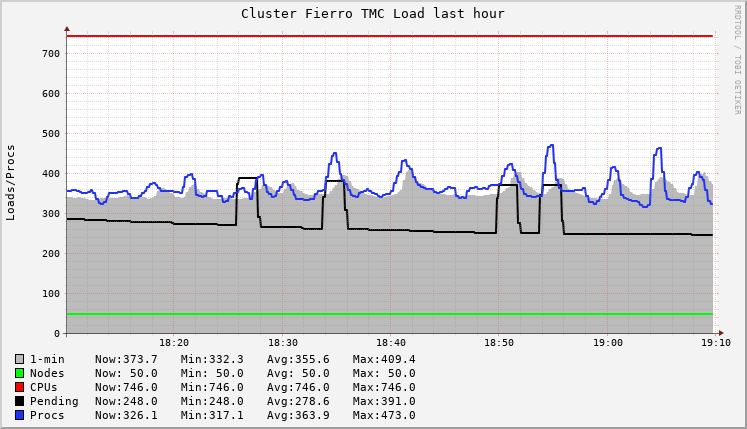 Cluster Fierro TMC Load last hour
RRDTOOL / TOBI OETIKER
Loads/Procs
700
600
500
400
300
200
100
0
18:20 18:30 18:40 18:50 19:00 19:10
1-min Now:373.7 Min:332.3 Avg:355.6 Max:409.4
Nodes Now: 50.0 Min: 50.0 Avg: 50.0 Max: 50.0
CPUs Now:746.0 Min:746.0 Avg:746.0 Max:746.0
Pending Now:248.0 Min:248.0 Avg:278.6 Max:391.0
Procs Now:326.1 Min:317.1 Avg:363.9 Max:473.0